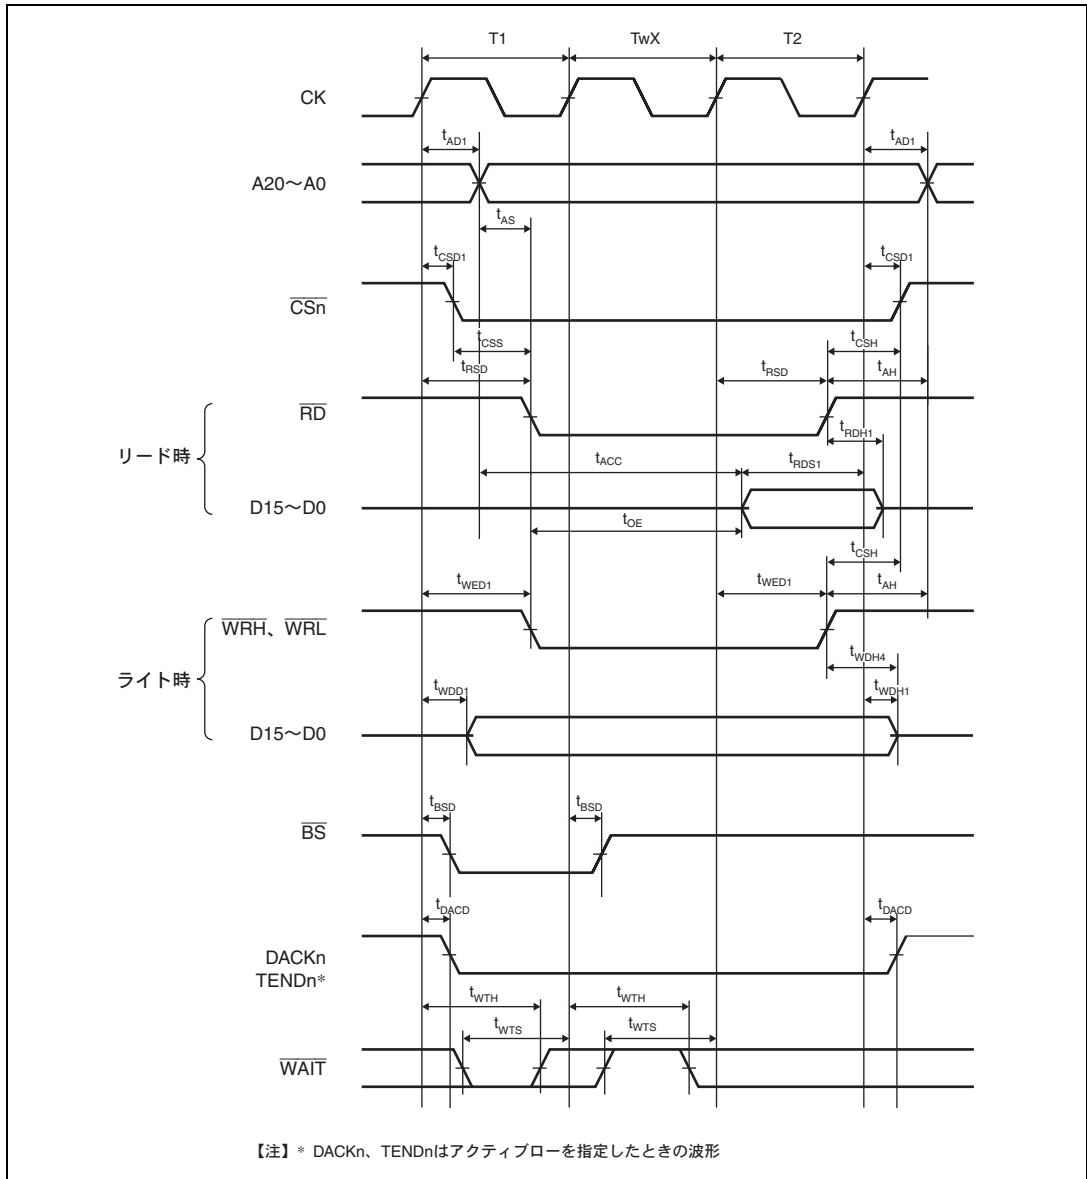 T1 TwX T2
CK
tAD1 tAD1
A20～A0
tAS
tCSD1 tCSD1
CSn
tCSS tCSH
tRSD tRSD tAH
RD
tRDH1
リード時
tACC tRDS1
D15～D0
tOE
tCSH
tWED1 tWED1 tAH
WRH、WRL
tWDH4
ライト時
tWDD1 tWDH1
D15～D0
tBSD tBSD
BS
tDACD tDACD
DACKn
TENDn*
tWTH tWTH
tWTS tWTS
WAIT
【注】* DACKn、TENDnはアクティブローを指定したときの波形